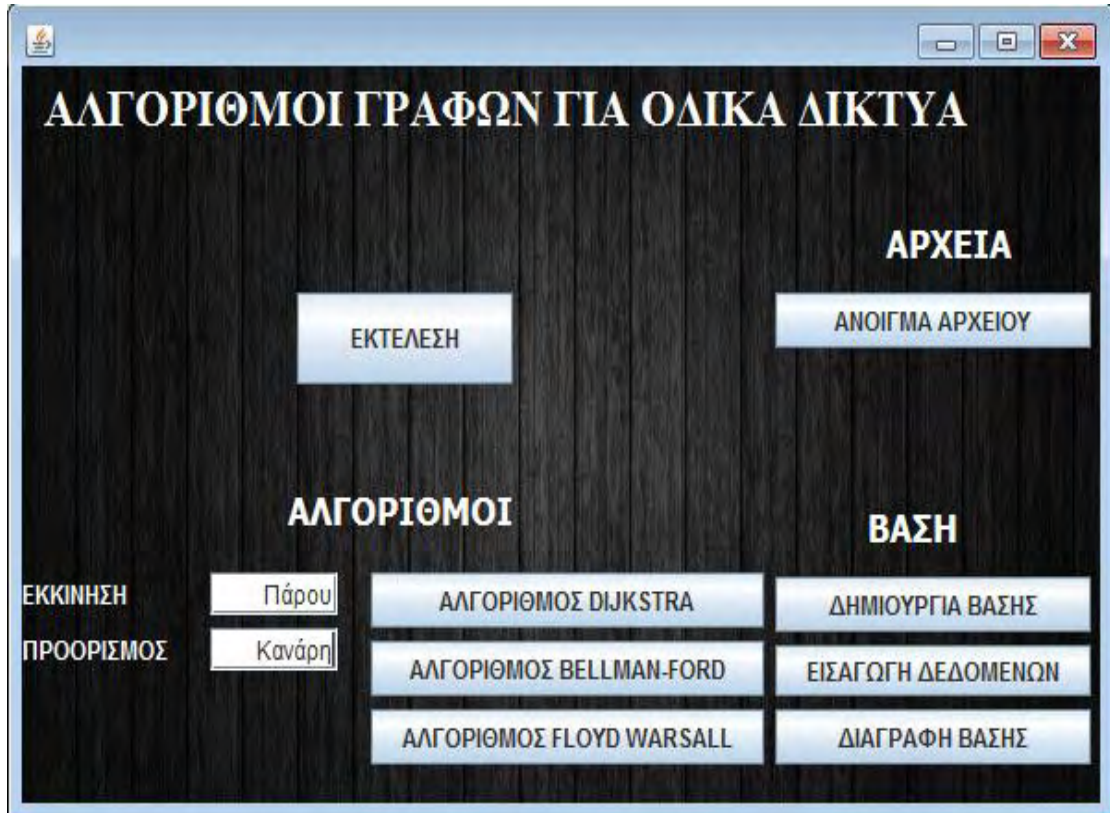 ΑΛΓΟΡΙΘΜΟΙ ΓΡΑΦΩΝ ΓΙΑ ΟΔΙΚΑ ΔΙΚΤΥΑ
ΑΡΧΕΙΑ
ΕΚΤΕΛΕΣΗ
ΑΝΟΙΓΜΑ ΑΡΧΕΙΟΥ
ΑΛΓΟΡΙΘΜΟΙ
ΒΑΣΗ
ΕΚΚΙΝΗΣΗ Πάρου
ΑΛΓΟΡΙΘΜΟΣ DIJKSTRA
ΔΗΜΙΟΥΡΓΙΑ ΒΑΣΗΣ
ΠΡΟΟΡΙΣΜΟΣ Κανάρη
ΑΛΓΟΡΙΘΜΟΣ BELLMAN-FORD
ΕΙΣΑΓΩΓΗ ΔΕΔΟΜΕΝΩΝ
ΑΛΓΟΡΙΘΜΟΣ FLOYD WARSALL
ΔΙΑΓΡΑΦΗ ΒΑΣΗΣ